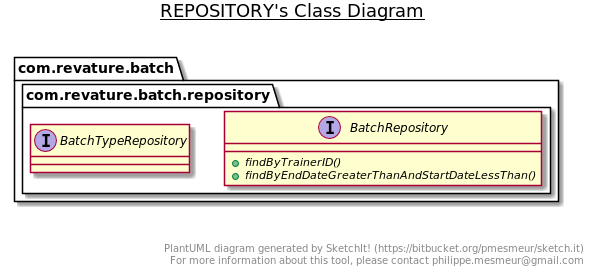 REPOSITORY's Class Diagram
com.revature.batch
com.revature.batch.repository
I BatchTypeRepository
I BatchRepository
findByTrainerID()
findByEndDateGreaterThanAndStartDateLessThan()
PlantUML diagram generated by SketchIt! (https://bitbucket.org/pmesmeur/sketch.it)
For more information about this tool, please contact philippe.mesmeur@gmail.com